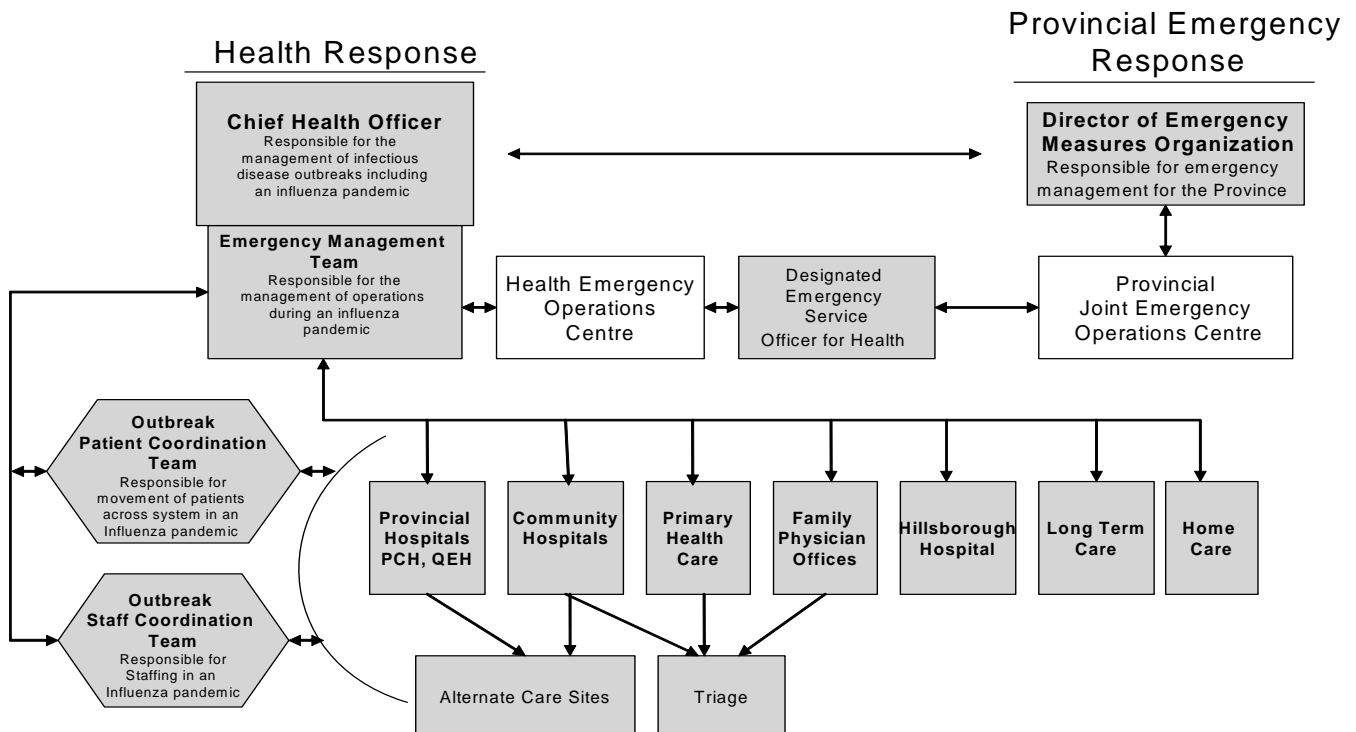 Health Response
Provincial Emergency
Response
Chief Health Officer
Responsible for the
management of infectious
disease outbreaks including
an influenza pandemic
Director of Emergency
Measures Organization
Responsible for emergency
management for the Province
Emergency Management
Team
Responsible for the
management of operations
during an influenza
pandemic
Health Emergency
Operations
Centre
Designated
Emergency
Service
Officer for Health
Provincial
Joint Emergency
Operations Centre
Outbreak
Patient Coordination
Team
Responsible for
movement of patients
across system in an
Influenza pandemic
Provincial
Hospitals
PCH, QEH
Community
Hospitals
Primary
Health
Care
Family
Physician
Offices
Hillsborough
Hospital
Long Term
Care
Home
Care
Outbreak
Staff Coordination
Team
Responsible for
Staffing in an
Influenza pandemic
Alternate Care Sites
Triage